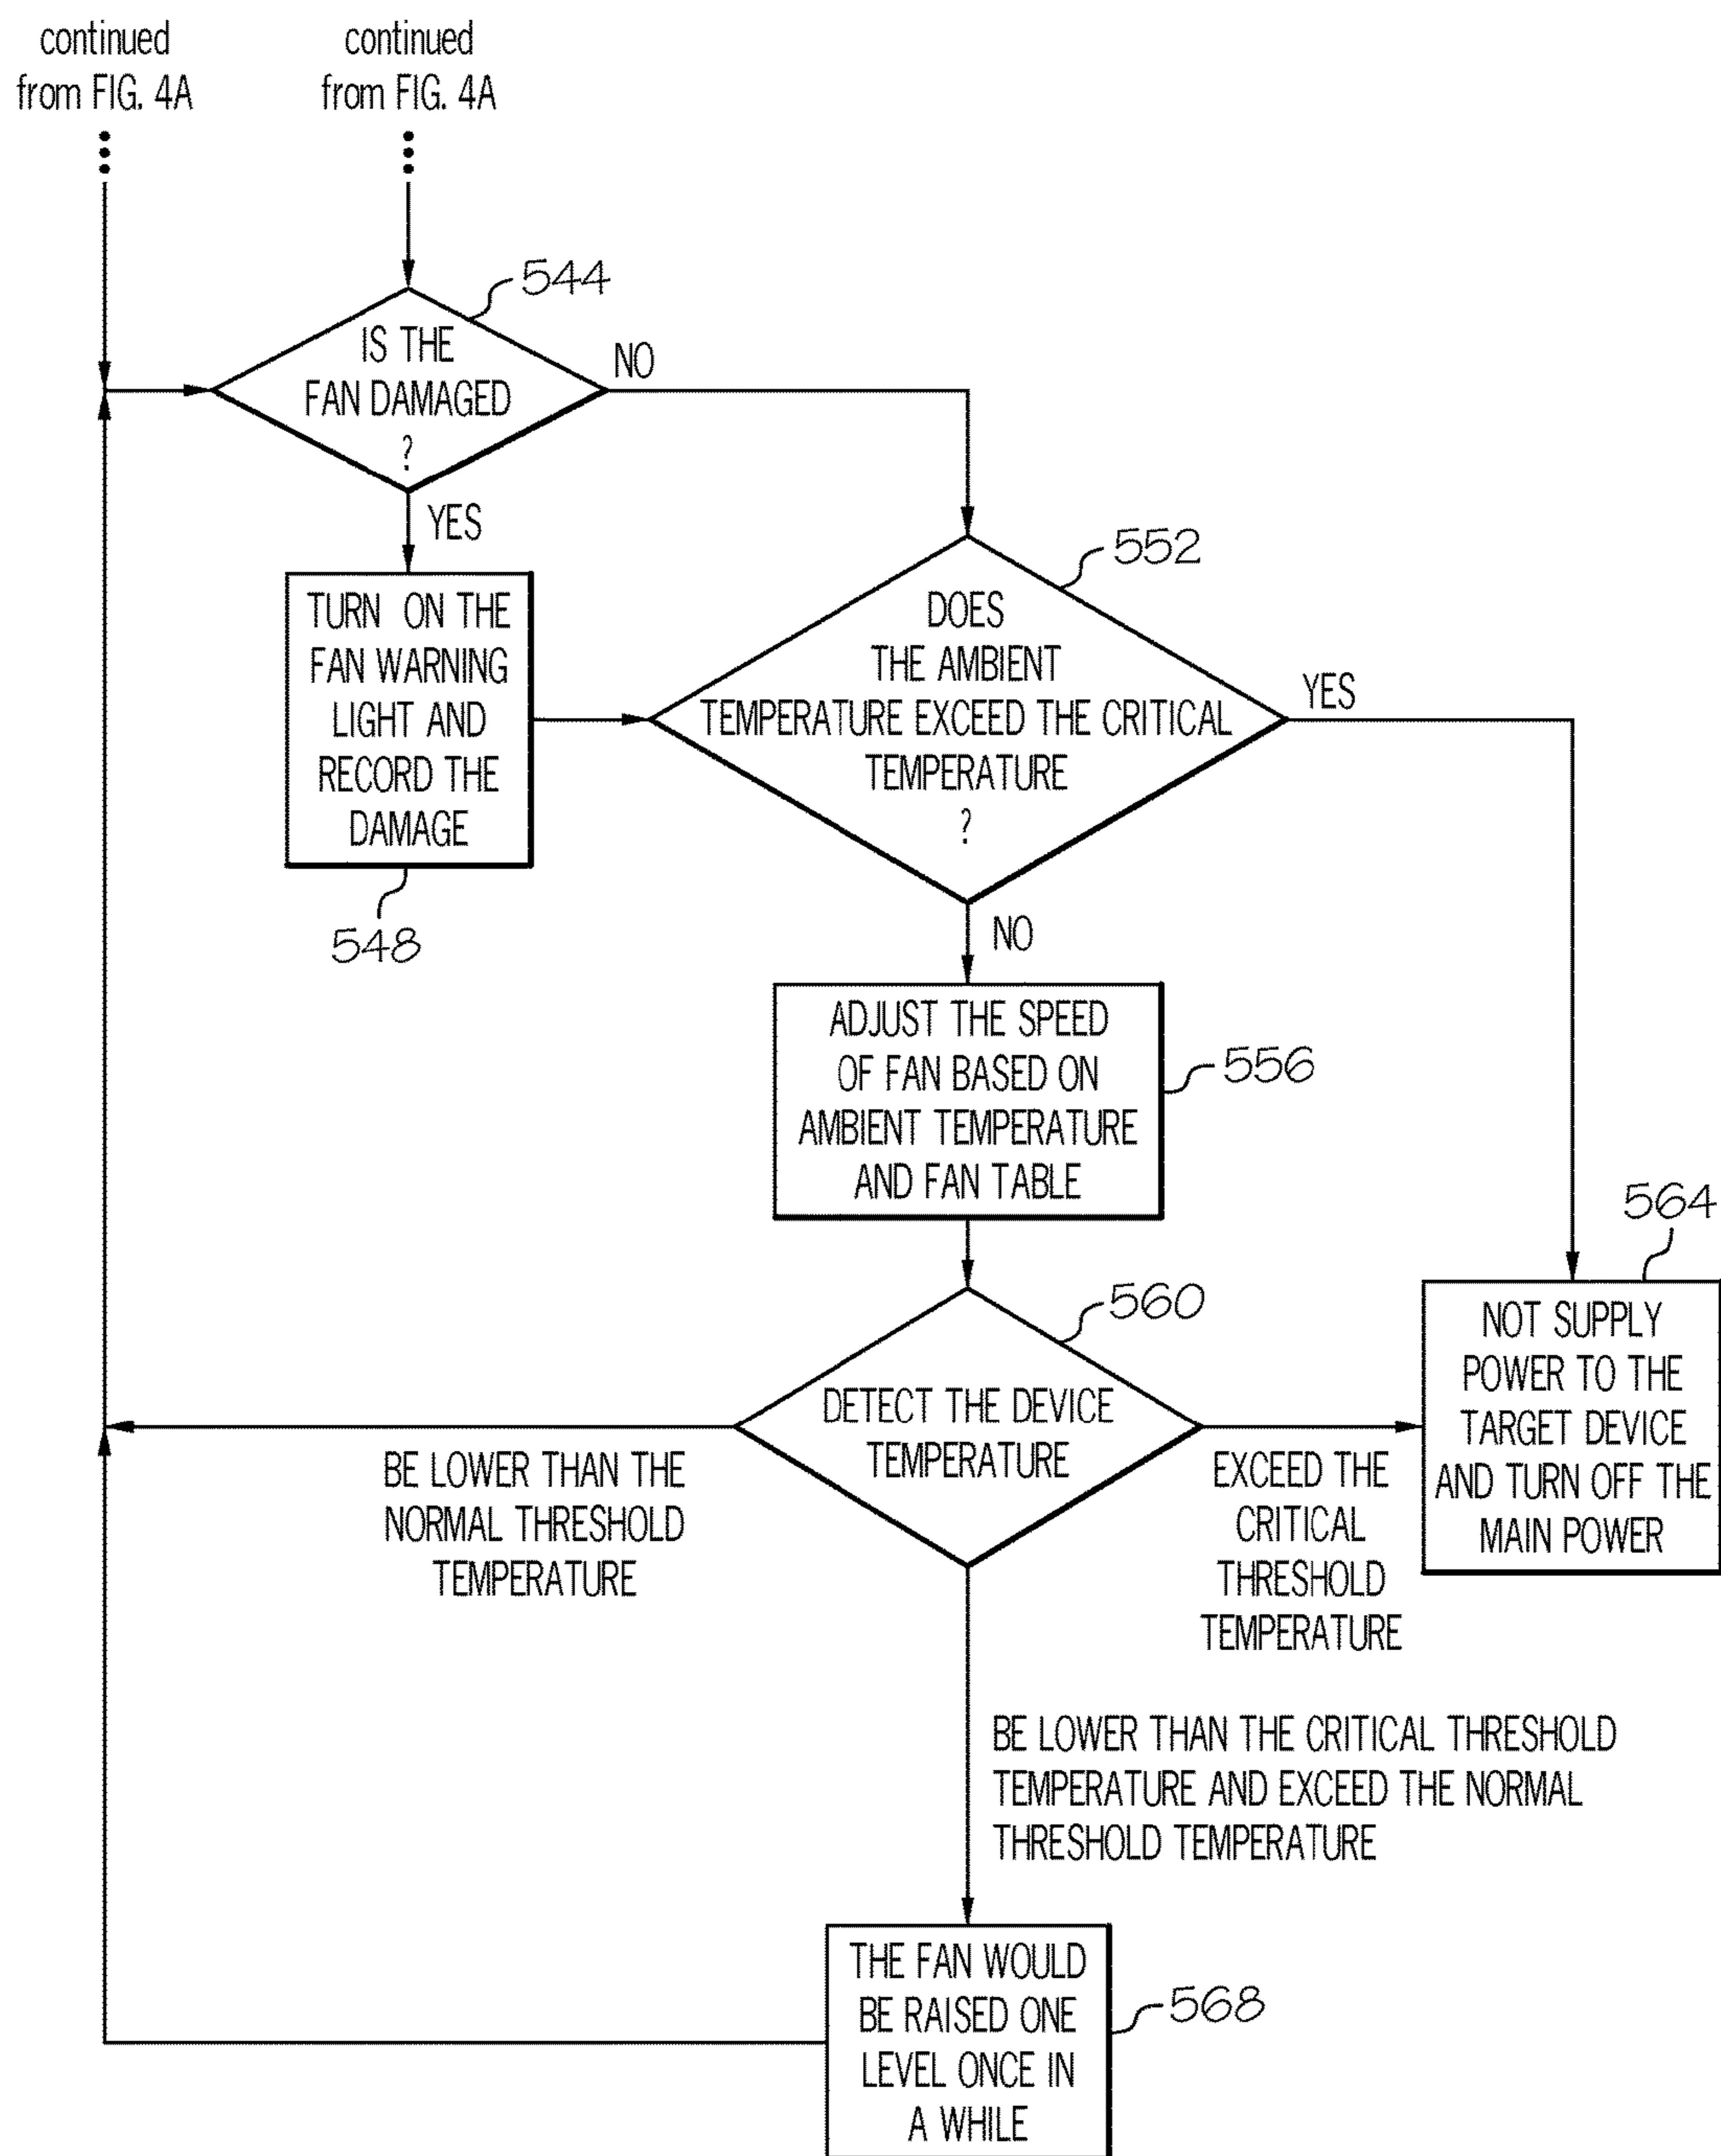 continued
from FIG. 4A
continued
from FIG. 4A
544
IS THE
FAN DAMAGED
?
NO
YES
552
DOES
THE AMBIENT
TEMPERATURE EXCEED THE CRITICAL
TEMPERATURE
?
YES
TURN ON THE
FAN WARNING
LIGHT AND
RECORD THE
DAMAGE
548
NO
ADJUST THE SPEED
OF FAN BASED ON
AMBIENT TEMPERATURE
AND FAN TABLE
556
564
NOT SUPPLY
POWER TO THE
TARGET DEVICE
AND TURN OFF THE
MAIN POWER
560
DETECT THE DEVICE
TEMPERATURE
BE LOWER THAN THE
NORMAL THRESHOLD
TEMPERATURE
EXCEED THE
CRITICAL
THRESHOLD
TEMPERATURE
BE LOWER THAN THE CRITICAL THRESHOLD
TEMPERATURE AND EXCEED THE NORMAL
THRESHOLD TEMPERATURE
THE FAN WOULD
BE RAISED ONE
LEVEL ONCE IN
A WHILE
568